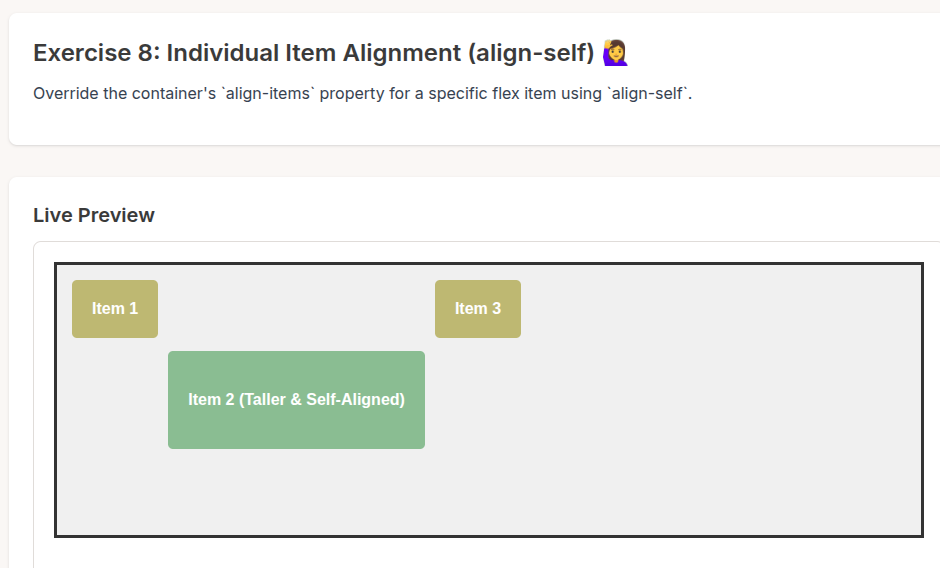 Exercise 8: Individual Item Alignment (align-self) 🙋‍♀️
Override the container's `align-items` property for a specific flex item using `align-self`.
Live Preview
Item 1
Item 3
Item 2 (Taller & Self-Aligned)